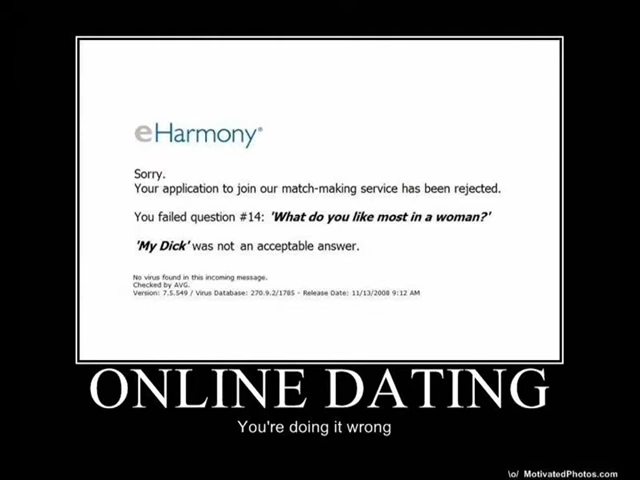 eHarmony®
Sorry.
Your application to join our match-making service has been rejected.
You failed question #14: 'What do you like most in a woman?'
'My Dick' was not an acceptable answer.
No virus found in this incoming message.
Checked by AVG.
Version: 7.5.549 / Virus Database: 270.9.2/1785 - Release Date: 11/13/2008 9:12 AM
ONLINE DATING
You're doing it wrong
\o/ MotivatedPhotos.com